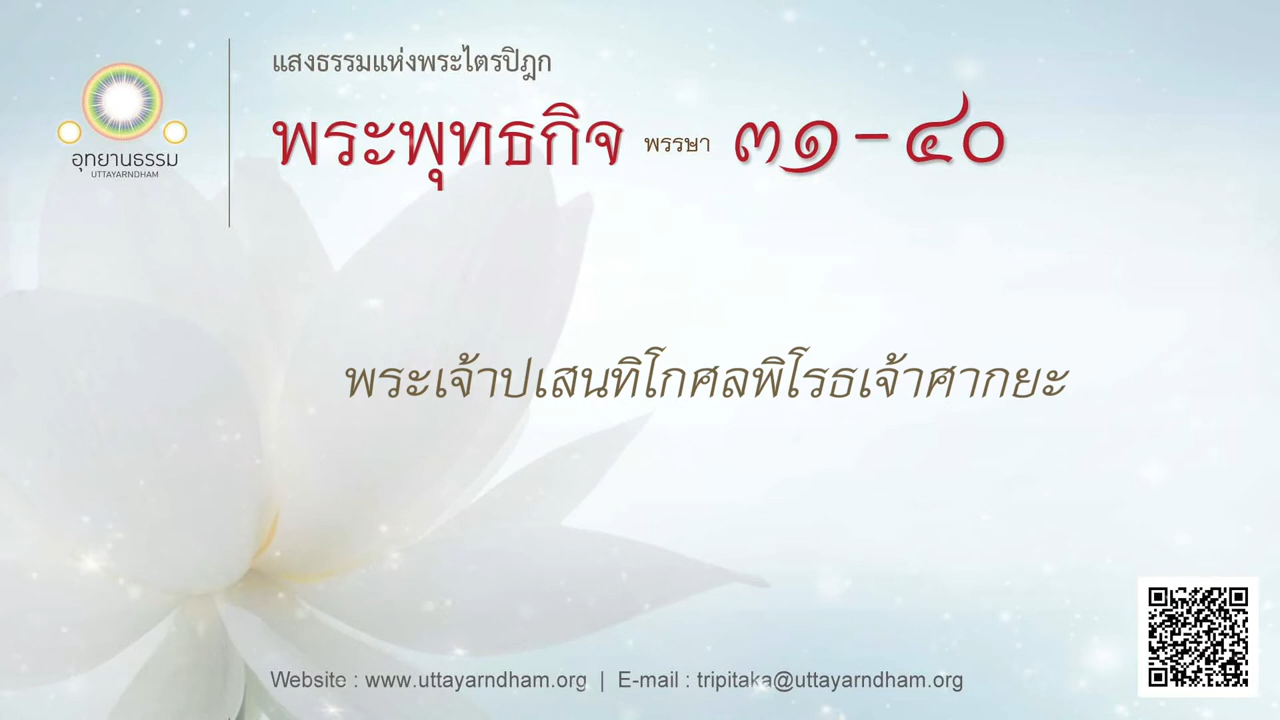 แสงธรรมแห่งพระไตรปิฎก
พระพุทธกิจ พรรษา ๓๑ - ๔๐
อุทยานธรรม
UTTAYARNDHAM
พระเจ้าปเสนทิโกศลพิโรธเจ้าศากยะ
Website : www.uttayarndham.org | E-mail : tripitaka@uttayarndham.org